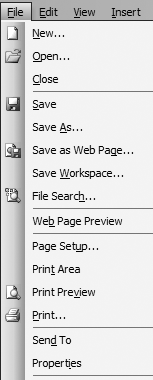 File Edit View Insert
New...
Open...
Close
Save
Save As...
Save as Web Page...
Save Workspace...
File Search...
Web Page Preview
Page Setup...
Print Area
Print Preview
Print...
Send To
Properties